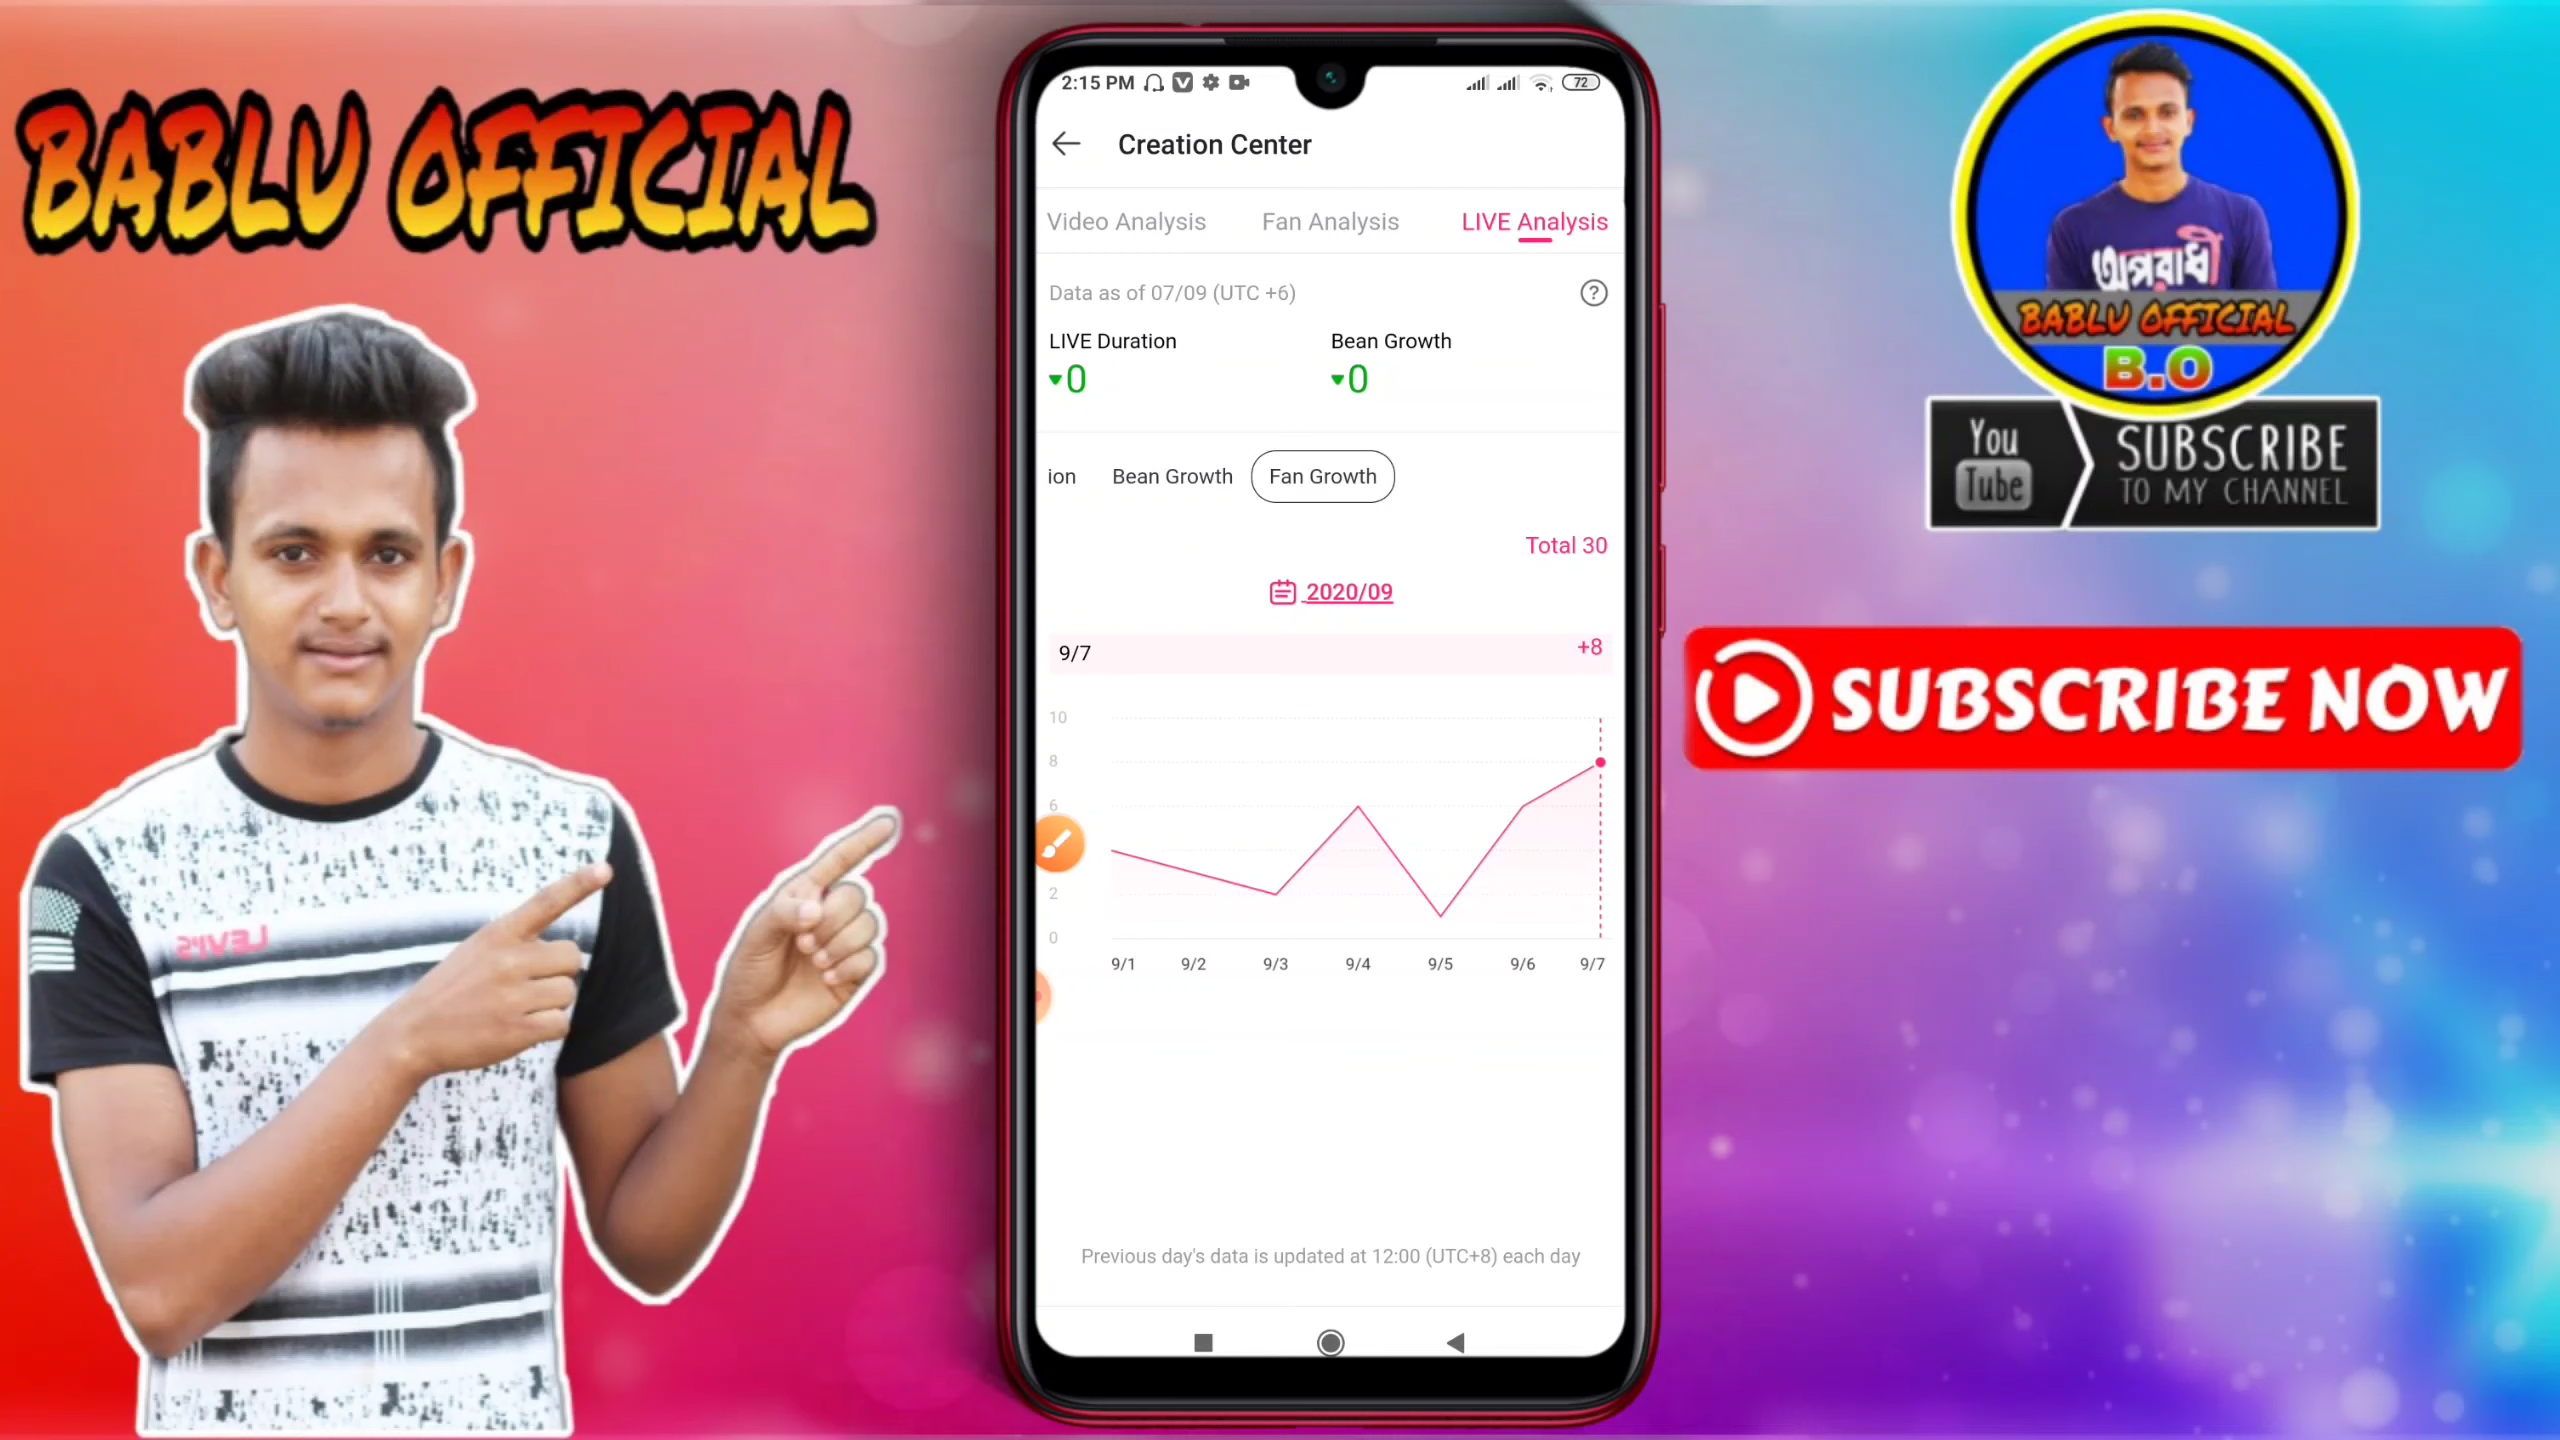 BABLU OFFICIAL
LEVI'S
2:15 PM
72
Creation Center
Video Analysis Fan Analysis LIVE Analysis
Data as of 07/09 (UTC +6)
?
LIVE Duration Bean Growth
0 0
ion Bean Growth Fan Growth
Total 30
2020/09
9/7 +8
10
8
6
2
0
9/1 9/2 9/3 9/4 9/5 9/6 9/7
Previous day's data is updated at 12:00 (UTC+8) each day
অপরাধী
BABLU OFFICIAL
B.O
You Tube
SUBSCRIBE
TO MY CHANNEL
SUBSCRIBE NOW